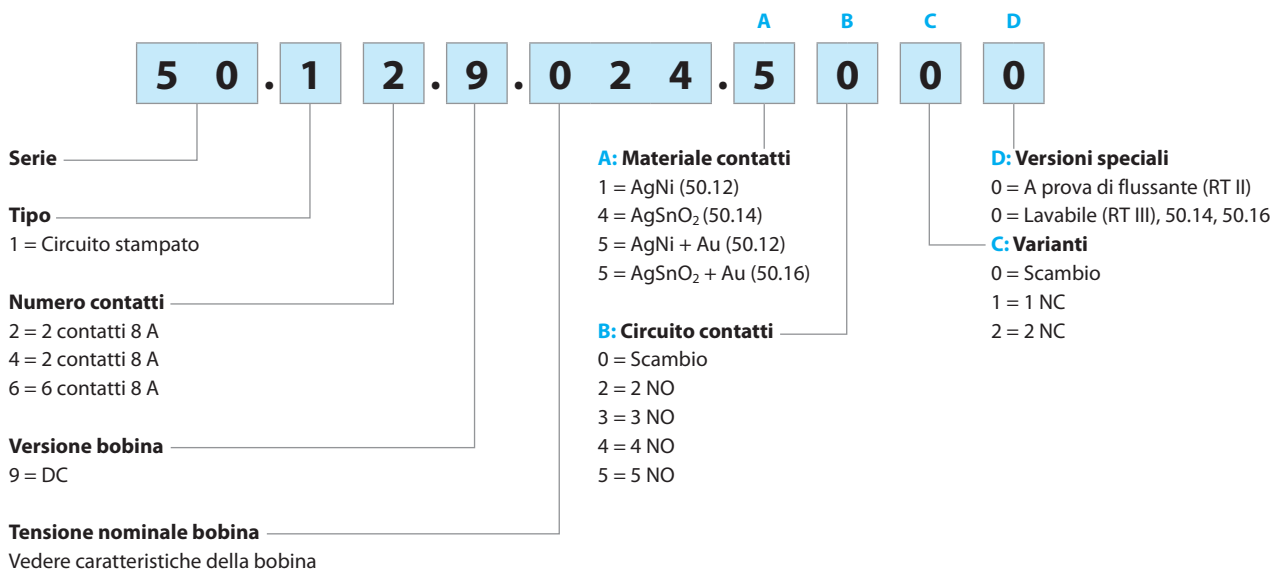 A B C D
5 0 . 1 2 . 9 . 0 2 4 . 5 0 0 0
Serie
Tipo
1 = Circuito stampato
Numero contatti
2 = 2 contatti 8 A
4 = 2 contatti 8 A
6 = 6 contatti 8 A
Versione bobina
9 = DC
Tensione nominale bobina
Vedere caratteristiche della bobina
A: Materiale contatti
1 = AgNi (50.12)
4 = AgSnO₂ (50.14)
5 = AgNi + Au (50.12)
5 = AgSnO₂ + Au (50.16)
B: Circuito contatti
0 = Scambio
2 = 2 NO
3 = 3 NO
4 = 4 NO
5 = 5 NO
D: Versioni speciali
0 = A prova di flussante (RT II)
0 = Lavabile (RT III), 50.14, 50.16
C: Varianti
0 = Scambio
1 = 1 NC
2 = 2 NC